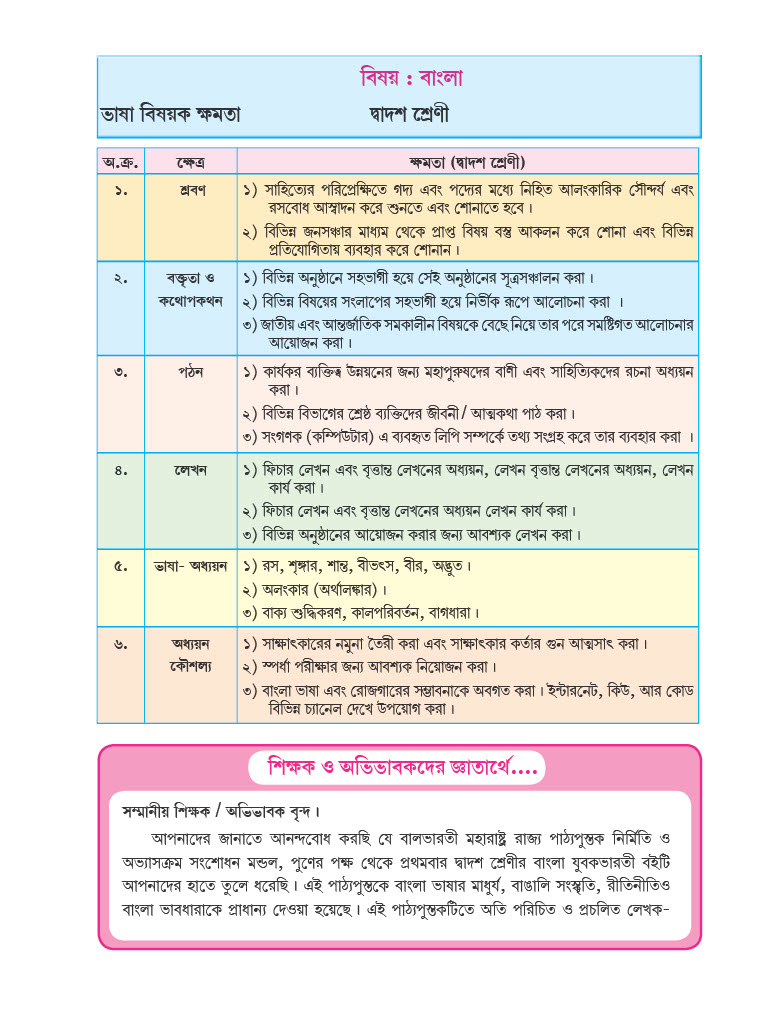 বিষয় : বাংলা
ভাষা বিষয়ক ক্ষমতা দ্বাদশ শ্রেণী
অ.ক্র. ক্ষেত্র ক্ষমতা (দ্বাদশ শ্রেণী)
১. শ্রবণ ১) সাহিত্যের পরিপ্রেক্ষিতে গদ্য এবং পদ্যের মধ্যে নিহিত আলংকারিক সৌন্দর্য এবং
রসবোধ আস্বাদন করে শুনতে এবং শোনাতে হবে।
২) বিভিন্ন জনসঞ্চার মাধ্যম থেকে প্রাপ্ত বিষয় বস্তু আকলন করে শোনা এবং বিভিন্ন
প্রতিযোগিতায় ব্যবহার করে শোনান।
২. বক্তৃতা ও ১) বিভিন্ন অনুষ্ঠানে সহভাগী হয়ে সেই অনুষ্ঠানের সূত্রসঞ্চালন করা।
কথোপকথন ২) বিভিন্ন বিষয়ের সংলাপের সহভাগী হয়ে নির্ভীক রূপে আলোচনা করা ।
৩) জাতীয় এবং আন্তর্জাতিক সমকালীন বিষয়কে বেছে নিয়ে তার পরে সমষ্টিগত আলোচনার
আয়োজন করা।
৩. পঠন ১) কার্যকর ব্যক্তিত্ব উন্নয়নের জন্য মহাপুরুষদের বাণী এবং সাহিত্যিকদের রচনা অধ্যয়ন
করা।
২) বিভিন্ন বিভাগের শ্রেষ্ঠ ব্যক্তিদের জীবনী / আত্মকথা পাঠ করা।
৩) সংগণক (কম্পিউটার) এ ব্যবহৃত লিপি সম্পর্কে তথ্য সংগ্রহ করে তার ব্যবহার করা ।
৪. লেখন ১) ফিচার লেখন এবং বৃত্তান্ত লেখনের অধ্যয়ন, লেখন বৃত্তান্ত লেখনের অধ্যয়ন, লেখন
কার্য করা।
২) ফিচার লেখন এবং বৃত্তান্ত লেখনের অধ্যয়ন লেখন কার্য করা।
৩) বিভিন্ন অনুষ্ঠানের আয়োজন করার জন্য আবশ্যক লেখন করা।
৫. ভাষা- অধ্যয়ন ১) রস, শৃঙ্গার, শান্ত, বীভৎস, বীর, অদ্ভুত।
২) অলংকার (অর্থালঙ্কার)।
৩) বাক্য শুদ্ধিকরণ, কালপরিবর্তন, বাগধারা।
৬. অধ্যয়ন ১) সাক্ষাৎকারের নমুনা তৈরী করা এবং সাক্ষাৎকার কর্তার গুন আত্মসাৎ করা।
কৌশল্য ২) স্পর্ধা পরীক্ষার জন্য আবশ্যক নিয়োজন করা।
৩) বাংলা ভাষা এবং রোজগারের সম্ভাবনাকে অবগত করা। ইন্টারনেট, কিউ, আর কোড
বিভিন্ন চ্যানেল দেখে উপয়োগ করা।
শিক্ষক ও অভিভাবকদের জ্ঞাতার্থে....
সম্মানীয় শিক্ষক / অভিভাবক বৃন্দ।
আপনাদের জানাতে আনন্দবোধ করছি যে বালভারতী মহারাষ্ট্র রাজ্য পাঠ্যপুস্তক নির্মিতি ও
অভ্যাসক্রম সংশোধন মন্ডল, পুণের পক্ষ থেকে প্রথমবার দ্বাদশ শ্রেণীর বাংলা যুবকভারতী বইটি
আপনাদের হাতে তুলে ধরেছি। এই পাঠ্যপুস্তকে বাংলা ভাষার মাধুর্য, বাঙালি সংস্কৃতি, রীতিনীতিও
বাংলা ভাবধারাকে প্রাধান্য দেওয়া হয়েছে। এই পাঠ্যপুস্তকটিতে অতি পরিচিত ও প্রচলিত লেখক-